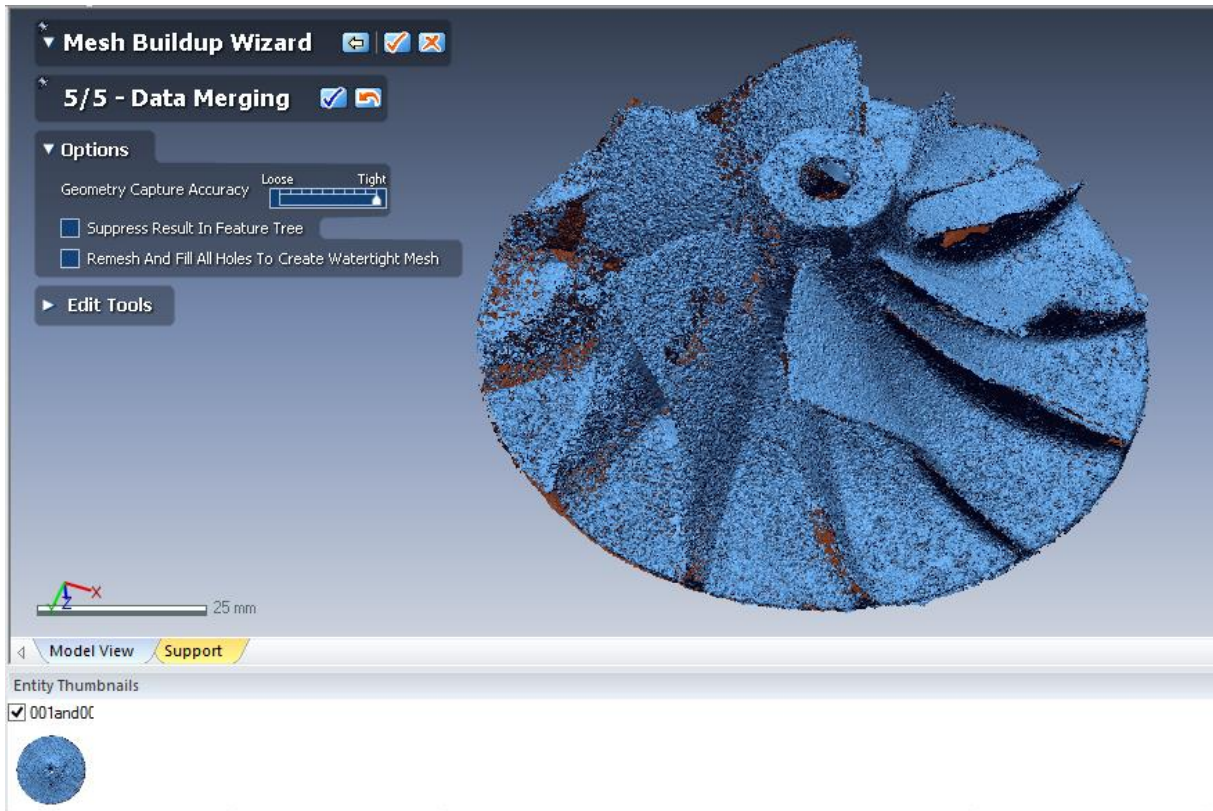 Mesh Buildup Wizard
5/5 - Data Merging
Options
Geometry Capture Accuracy Loose Tight
Suppress Result In Feature Tree
Remesh And Fill All Holes To Create Watertight Mesh
Edit Tools
X
Z
25 mm
Model View Support
Entity Thumbnails
001and00